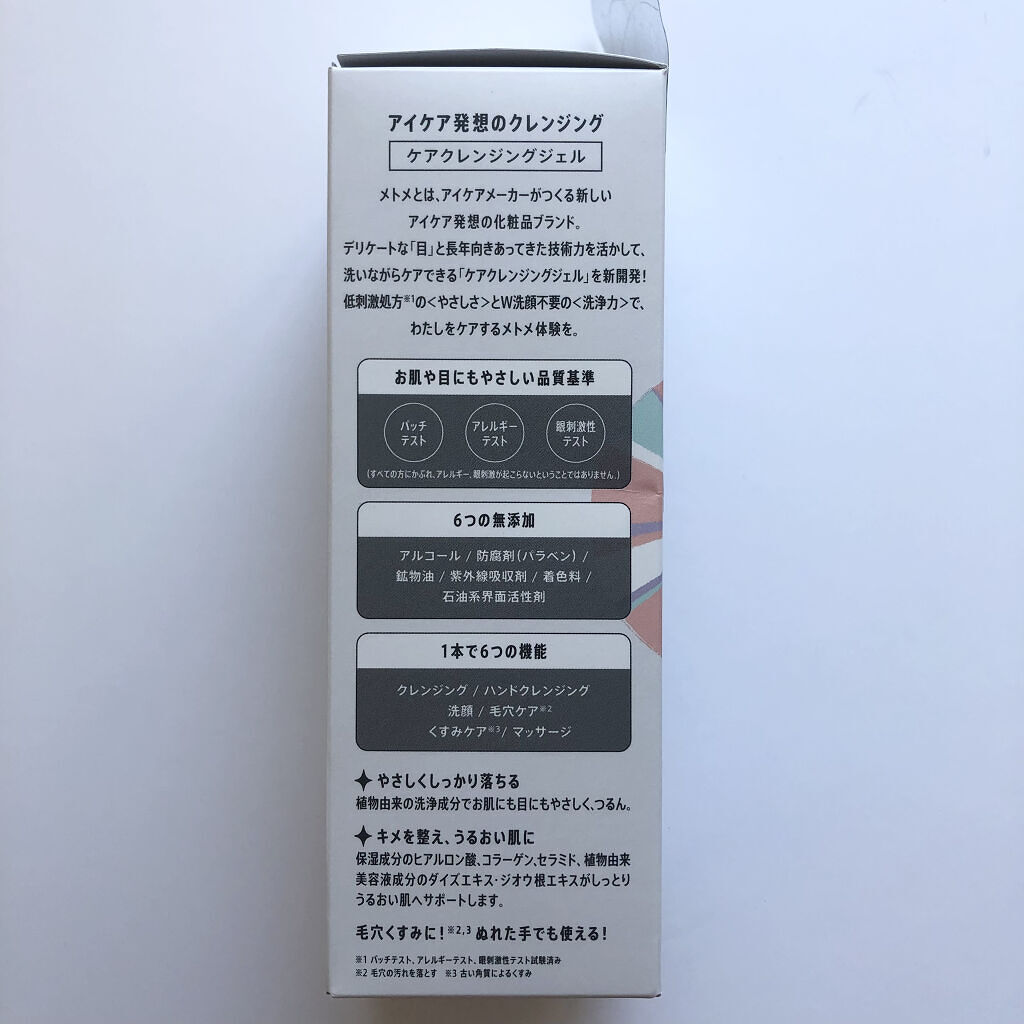 アイケア発想のクレンジング
ケアクレンジングジェル
メトメとは、アイケアメーカーがつくる新しい
アイケア発想の化粧品ブランド。
デリケートな「目」と長年向きあってきた技術力を活かして、
洗いながらケアできる「ケアクレンジングジェル」を新開発!
低刺激処方※1の<やさしさ>とW洗顔不要の<洗浄力>で、
わたしをケアするメトメ体験を。
お肌や目にもやさしい品質基準
パッチ
テスト
アレルギー
テスト
眼刺激性
テスト
(すべての方にかぶれ、アレルギー、眼刺激が起こらないということではありません。)
6つの無添加
アルコール / 防腐剤(パラベン) /
鉱物油 / 紫外線吸収剤 / 着色料 /
石油系界面活性剤
1本で6つの機能
クレンジング / ハンドクレンジング
洗顔 / 毛穴ケア※2
くすみケア※3 / マッサージ
やさしくしっかり落ちる
植物由来の洗浄成分でお肌にも目にもやさしく、つるん。
キメを整え、うるおい肌に
保湿成分のヒアルロン酸、コラーゲン、セラミド、植物由来
美容液成分のダイズエキス・ジオウ根エキスがしっとり
うるおい肌へサポートします。
毛穴くすみに!※2,3 ぬれた手でも使える!
※1 パッチテスト、アレルギーテスト、眼刺激性テスト試験済み
※2 毛穴の汚れを落とす ※3 古い角質によるくすみ